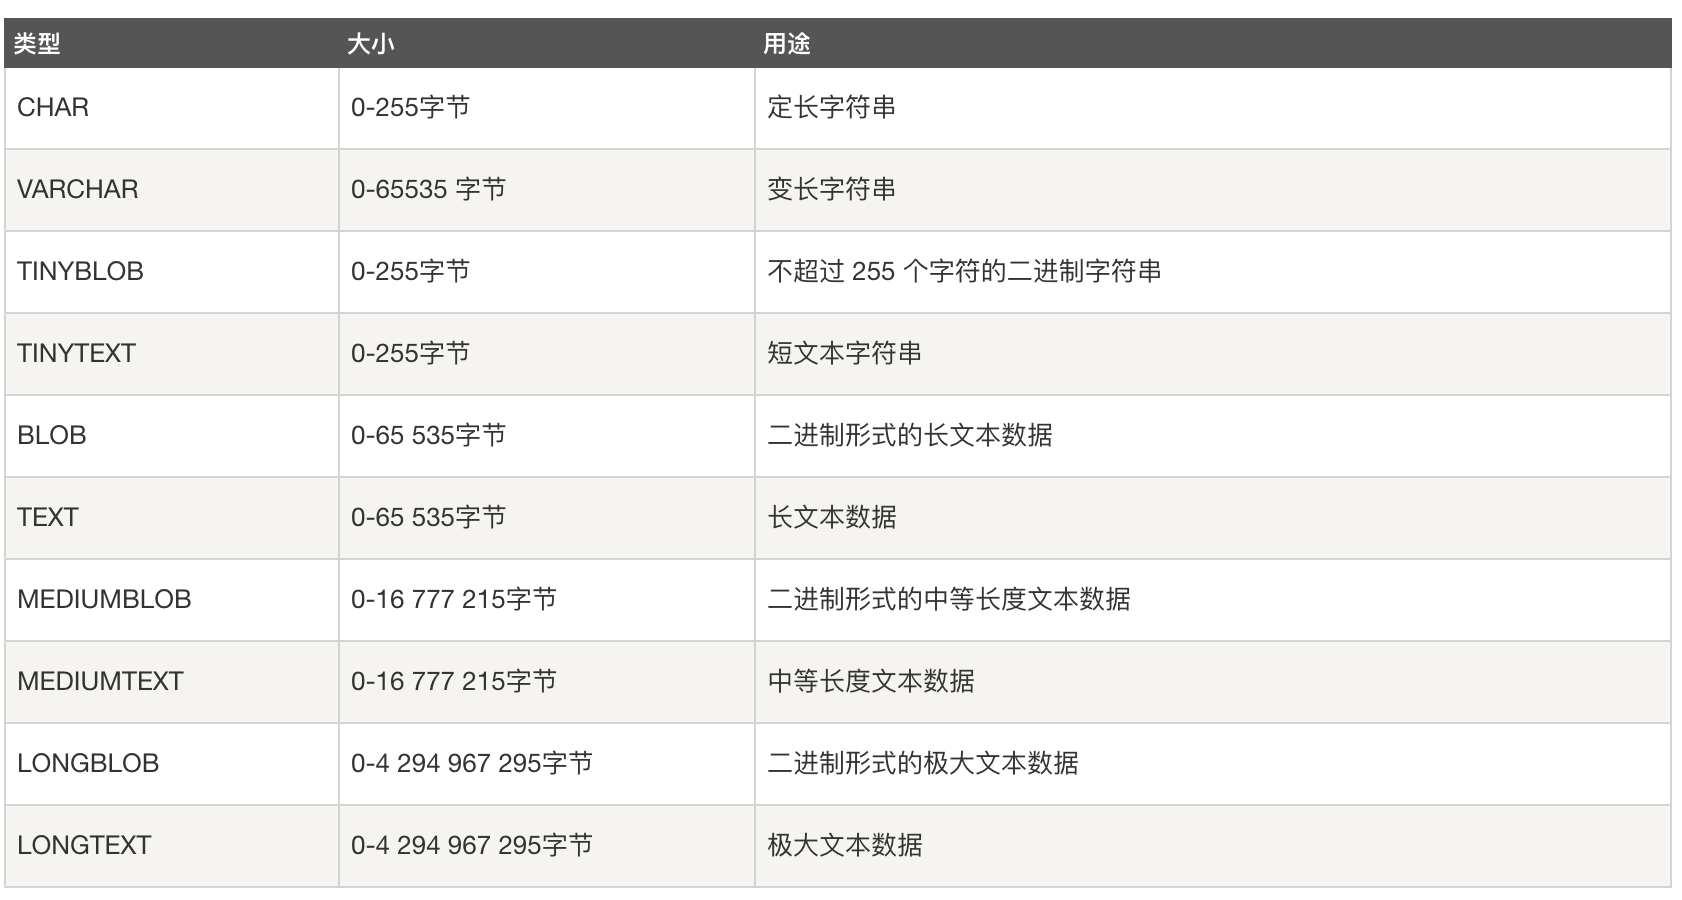 类型 大小 用途
CHAR 0-255字节 定长字符串
VARCHAR 0-65535 字节 变长字符串
TINYBLOB 0-255字节 不超过 255 个字符的二进制字符串
TINYTEXT 0-255字节 短文本字符串
BLOB 0-65 535字节 二进制形式的长文本数据
TEXT 0-65 535字节 长文本数据
MEDIUMBLOB 0-16 777 215字节 二进制形式的中等长度文本数据
MEDIUMTEXT 0-16 777 215字节 中等长度文本数据
LONGBLOB 0-4 294 967 295字节 二进制形式的极大文本数据
LONGTEXT 0-4 294 967 295字节 极大文本数据